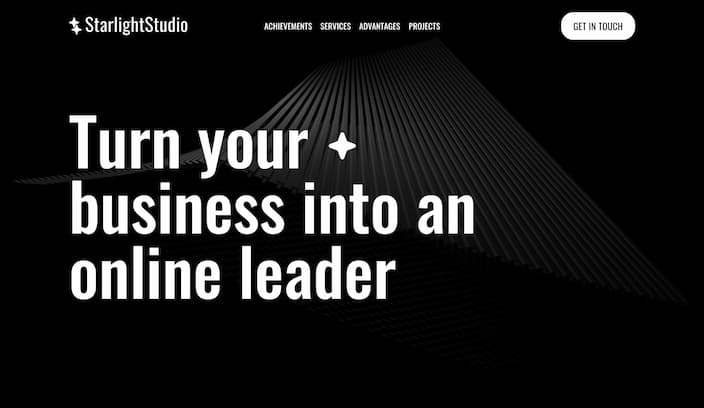 StarlightStudio
ACHIEVEMENTS SERVICES ADVANTAGES PROJECTS
GET IN TOUCH
Turn your
business into an
online leader